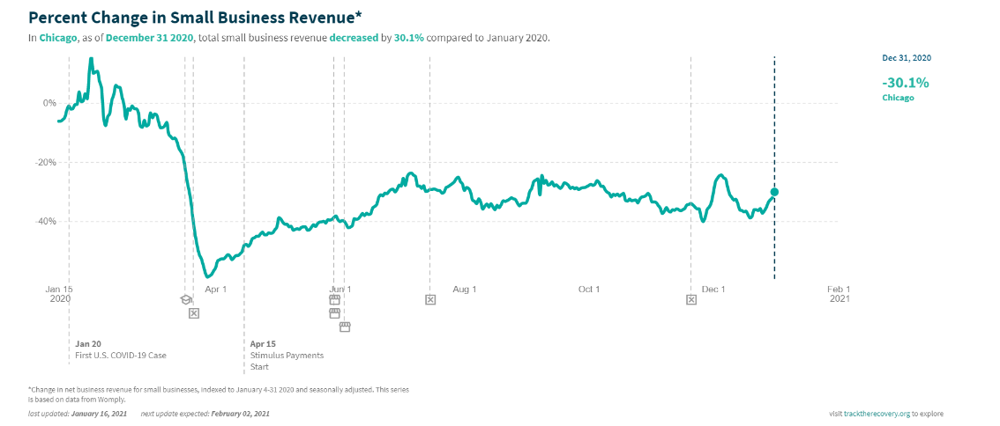 Percent Change in Small Business Revenue*
In Chicago, as of December 31 2020, total small business revenue decreased by 30.1% compared to January 2020.
Dec 31, 2020
-30.1%
Chicago
0%
-20%
-40%
Jan 15
2020
Apr 1
Jun 1
Aug 1
Oct 1
Dec 1
Feb 1
2021
Jan 20
First U.S. COVID-19 Case
Apr 15
Stimulus Payments
Start
*Change in net business revenue for small businesses, indexed to January 4-31 2020 and seasonally adjusted. This series
is based on data from Womply.
last updated: January 16, 2021 next update expected: February 02, 2021
visit tracktherecovery.org to explore